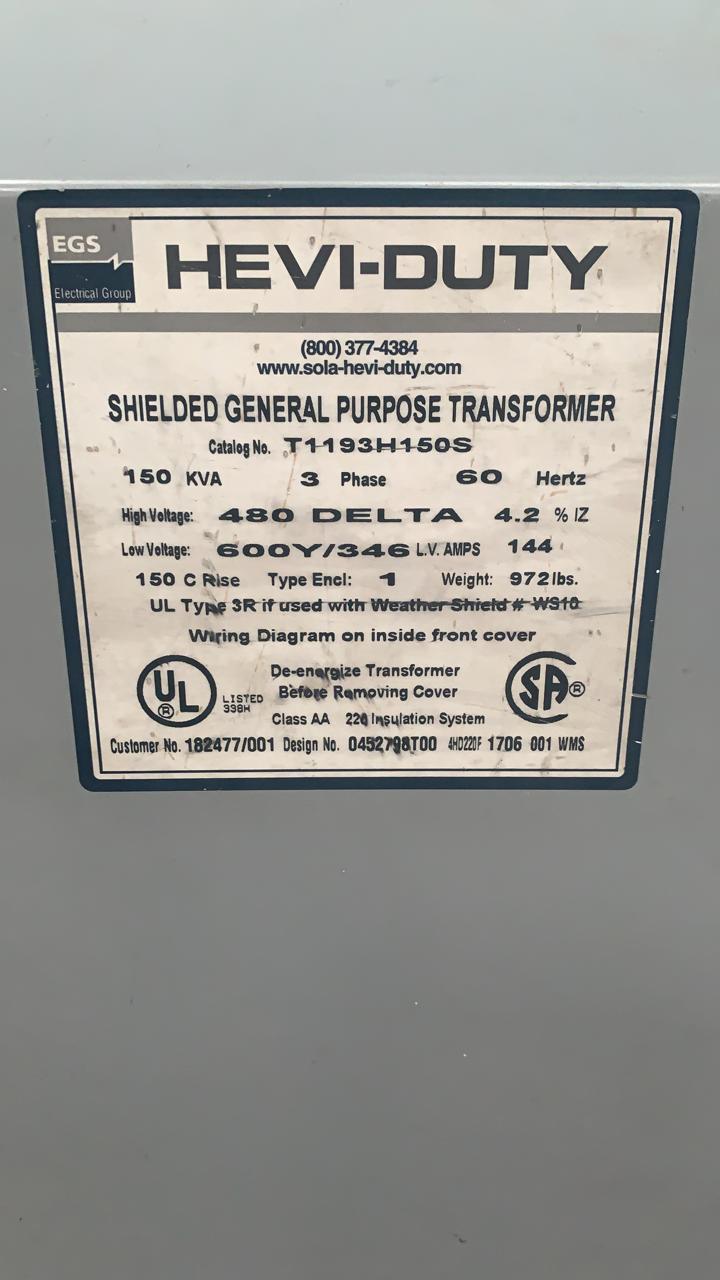 EGS
Electrical Group
HEVI-DUTY
(800) 377-4384
www.sola-hevi-duty.com
SHIELDED GENERAL PURPOSE TRANSFORMER
Catalog No. T1193H150S
150 KVA 3 Phase 60 Hertz
High Voltage: 480 DELTA 4.2 % IZ
Low Voltage: 600Y/346 L.V. AMPS 144
150 C Rise Type Encl: 1 Weight: 972 lbs.
UL Type 3R if used with Weather Shield # WS10
Wiring Diagram on inside front cover
UL ® LISTED
338H
De-energize Transformer
Before Removing Cover
SA ®
Class AA 220 Insulation System
Customer No. 182477/001 Design No. 0452798T00 4HD220F 1706 001 WMS